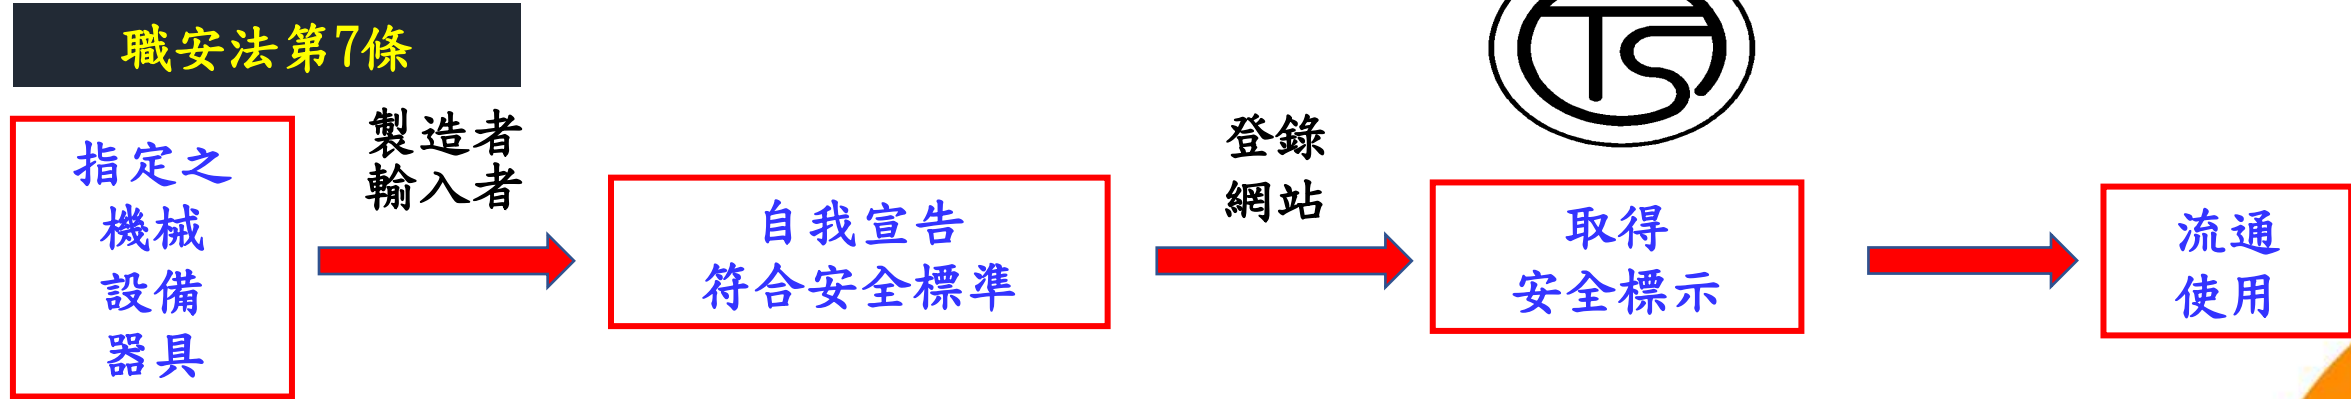 職安法第7條
指定之
機械
設備
器具
製造者
輸入者
自我宣告
符合安全標準
登錄
網站
TS
取得
安全標示
流通
使用